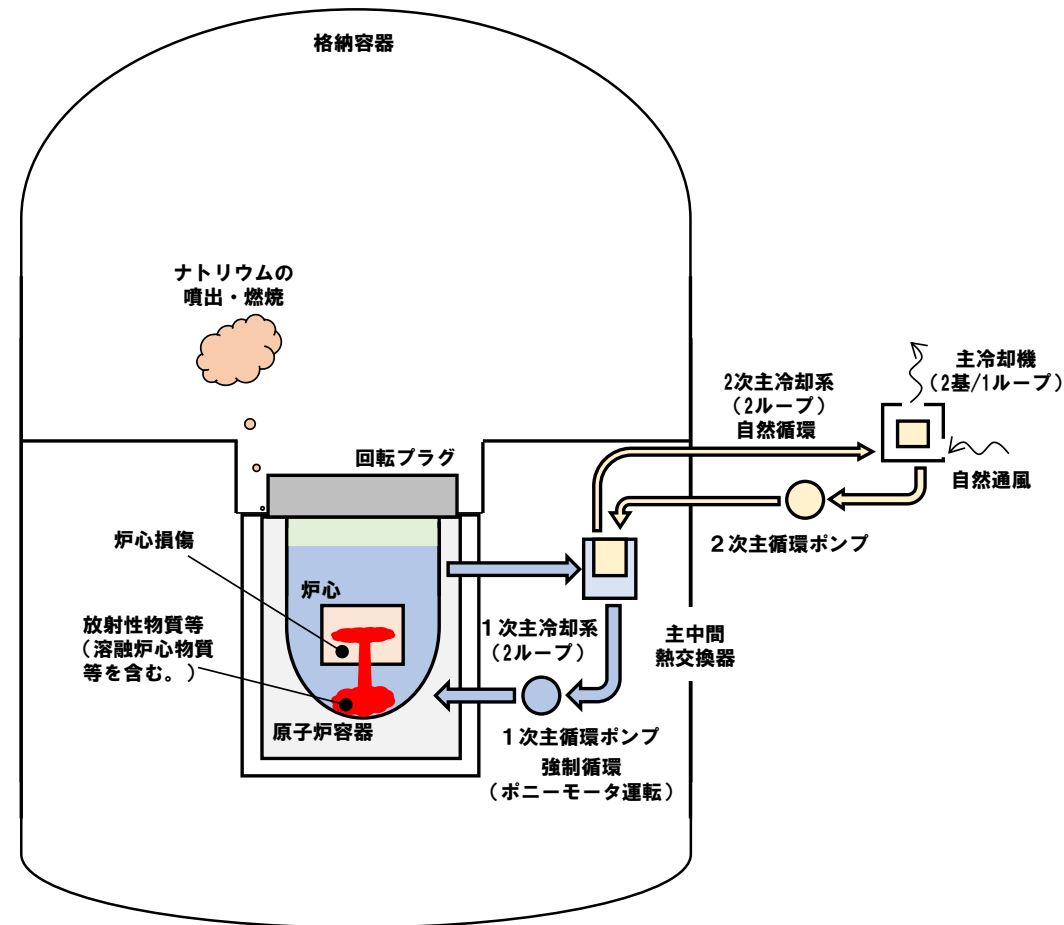 格納容器
ナトリウムの
噴出・燃焼
主冷却機
（2基/1ループ）
2次主冷却系
（2ループ）
自然循環
自然通風
回転プラグ
炉心損傷
２次主循環ポンプ
炉心
放射性物質等
（溶融炉心物質
等を含む。）
１次主冷却系
（2ループ）
主中間
熱交換器
原子炉容器
１次主循環ポンプ
強制循環
（ポニーモータ運転）